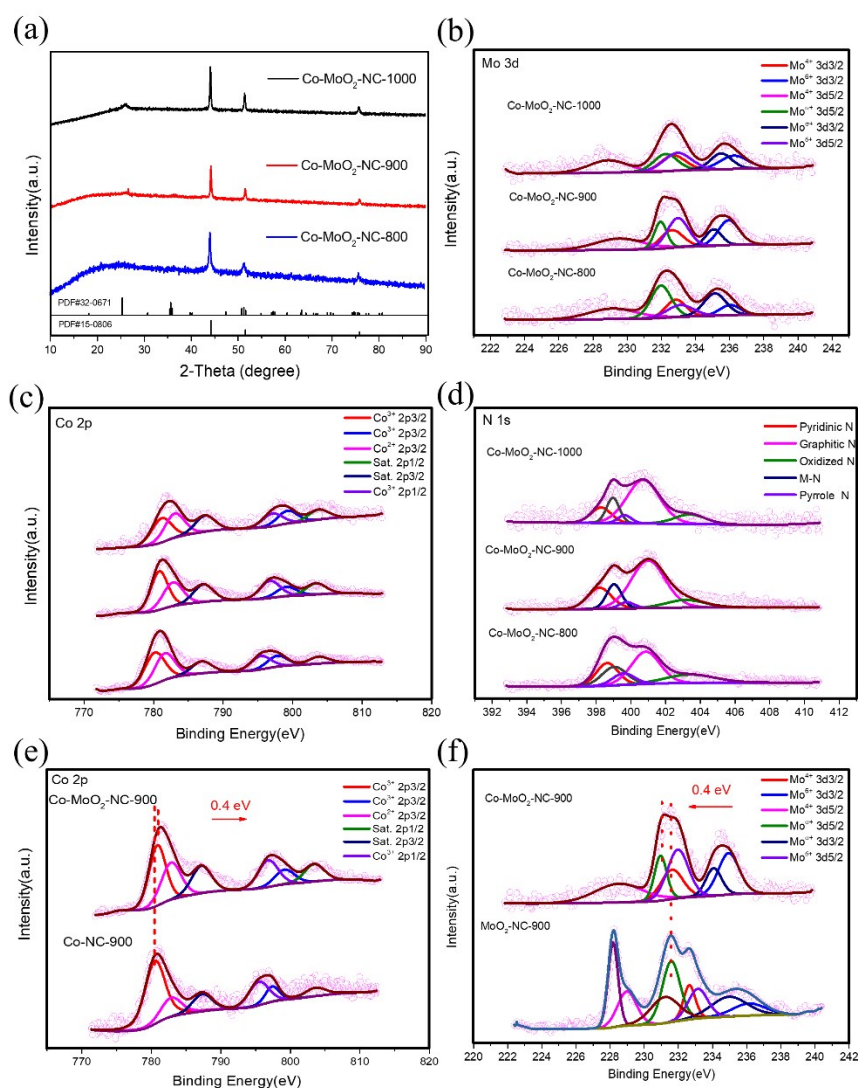 (a)
Co-MoO₂-NC-1000
Co-MoO₂-NC-900
Co-MoO₂-NC-800
PDF#32-0671
PDF#15-0806
Intensity(a.u.)
10 20 30 40 50 60 70 80 90
2-Theta (degree)
(b)
Mo 3d
Mo⁴⁺ 3d3/2
Mo⁶⁺ 3d3/2
Mo⁴⁺ 3d5/2
3d5/2
3d3/2
Mo⁶⁺ 3d5/2
Co-MoO₂-NC-1000
Co-MoO₂-NC-900
Co-MoO₂-NC-800
Intensity(a.u.)
222 224 226 228 230 232 234 236 238 240 242
Binding Energy(eV)
(c)
Co 2p
Co³⁺ 2p3/2
Co³⁺ 2p3/2
Co²⁺ 2p3/2
Sat. 2p1/2
Sat. 2p3/2
Co³⁺ 2p1/2
Intensity(a.u.)
770 780 790 800 810 820
Binding Energy(eV)
(d)
N 1s
Pyridinic N
Graphitic N
Oxidized N
M-N
Pyrrole N
Co-MoO₂-NC-1000
Co-MoO₂-NC-900
Co-MoO₂-NC-800
Intensity(a.u.)
392 394 396 398 400 402 404 406 408 410 412
Binding Energy(eV)
(e)
Co 2p
Co-MoO₂-NC-900
0.4 eV
Co³⁺ 2p3/2
Co³⁺ 2p3/2
Co²⁺ 2p3/2
Sat. 2p1/2
Sat. 2p3/2
Co³⁺ 2p1/2
Co-NC-900
Intensity(a.u.)
770 780 790 800 810 820
Binding Energy(eV)
(f)
Co-MoO₂-NC-900
0.4 eV
Mo⁴⁺ 3d3/2
Mo⁶⁺ 3d3/2
Mo⁴⁺ 3d5/2
3d5/2
3d3/2
Mo⁶⁺ 3d5/2
MoO₂-NC-900
Intensity(a.u.)
220 222 224 226 228 230 232 234 236 238 240 242
Binding Energy(eV)